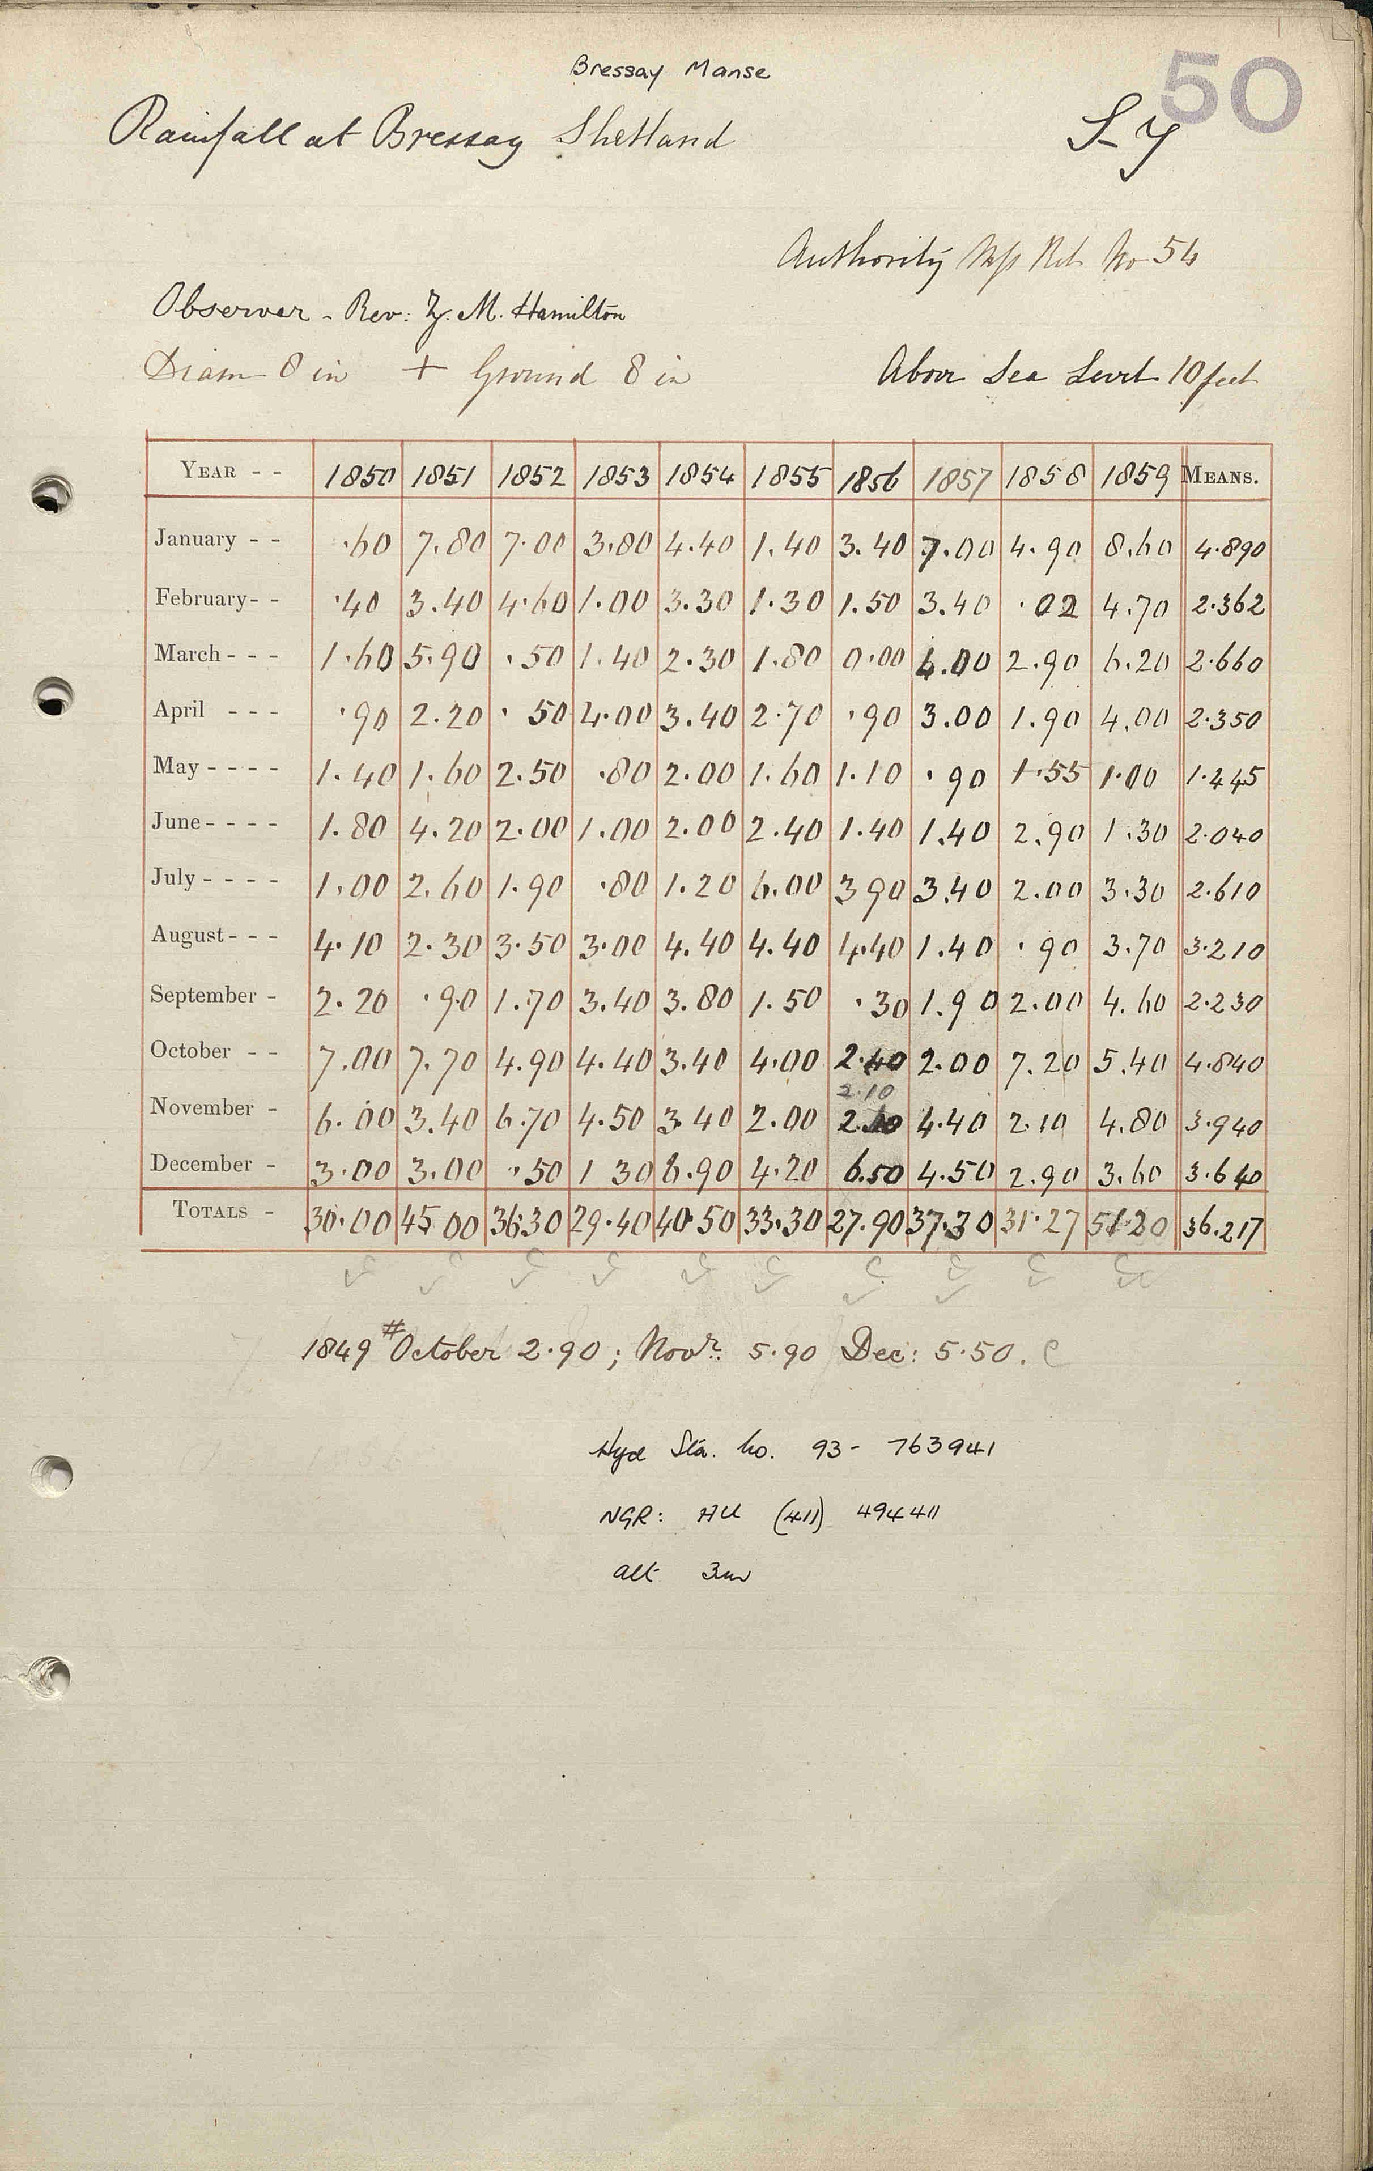 50
Bressay Manse
Rainfall at Bressay Shetland
Authority Mss Ret No 54
Observer - Rev: Z. M. Hamilton
Diam 8 in + Ground 8 in Above Sea Level 10 feet
YEAR - - 1850 1851 1852 1853 1854 1855 1856 1857 1858 1859 MEANS.
January - - .60 7.80 7.00 3.80 4.40 1.40 3.40 7.00 4.90 8.60 4.890
February - - .40 3.40 4.60 1.00 3.30 1.30 1.50 3.40 .02 4.70 2.362
March - - - 1.60 5.90 .50 1.40 2.30 1.80 0.00 4.00 2.90 6.20 2.660
April - - - .90 2.20 .50 4.00 3.40 2.70 .90 3.00 1.90 4.00 2.350
May - - - - 1.40 1.60 2.50 .80 2.00 1.60 1.10 .90 1.55 1.00 1.445
June - - - - 1.80 4.20 2.00 1.00 2.00 2.40 1.40 1.40 2.90 1.30 2.040
July - - - - 1.00 2.60 1.90 .80 1.20 6.00 3 90 3.40 2.00 3.30 2.610
August - - - 4.10 2.30 3.50 3.00 4.40 4.40 4.40 1.40 .90 3.70 3.210
September - 2.20 .90 1.70 3.40 3.80 1.50 .30 1.90 2.00 4.60 2.230
October - - 7.00 7.70 4.90 4.40 3.40 4.00 2.40 2.00 7.20 5.40 4.840
2.10
November - 6.00 3.40 6.70 4.50 3 40 2.00 2.10 4.40 2.10 4.80 3.940
December - 3.00 3.00 .50 1 30 6.90 4.20 6.50 4.50 2.90 3.60 3.640
TOTALS - 30.00 45 00 36.30 29.40 40.50 33.30 27.90 37.30 31.27 51.20 36.217
1849 # October 2.90 ; Novr. 5.90 Dec: 5.50. C
Hyd Sta. No. 93 - 763941
NGR: HU (411) 494411
alt 3m